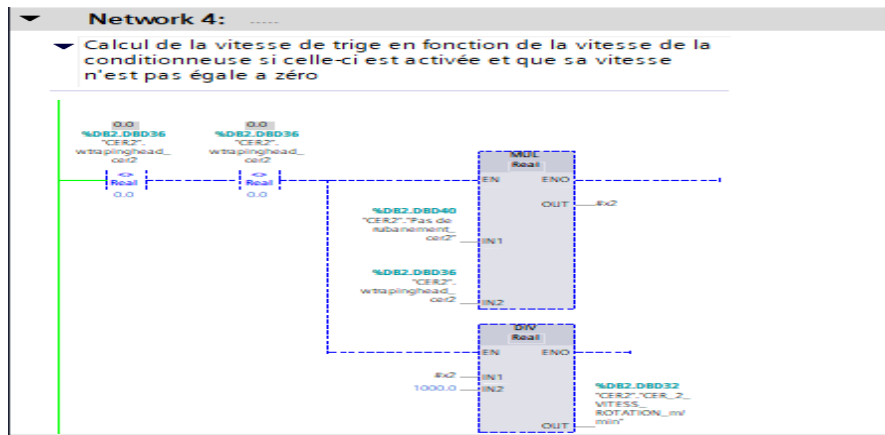 Network 4: .....
Calcul de la vitesse de trige en fonction de la vitesse de la
conditionneuse si celle-ci est activée et que sa vitesse
n'est pas égale a zéro
0.0 0.0
%DB2.DBD36 %DB2.DBD36
"CER2". "CER2".
wtrapinghead_ wtrapinghead_
cer2 cer2
<> <>
Real Real
0.0 0.0
MUL
Real
EN ENO
OUT #x2
%DB2.DBD40
"CER2"."Pas de
rubanement_
cer2" IN1
%DB2.DBD36
"CER2".
wtrapinghead_
cer2 IN2
DIV
Real
EN ENO
#x2 IN1
1000.0 IN2
%DB2.DBD32
"CER2"."CER_2_
VITESS_
ROTATION_m/
min"
OUT